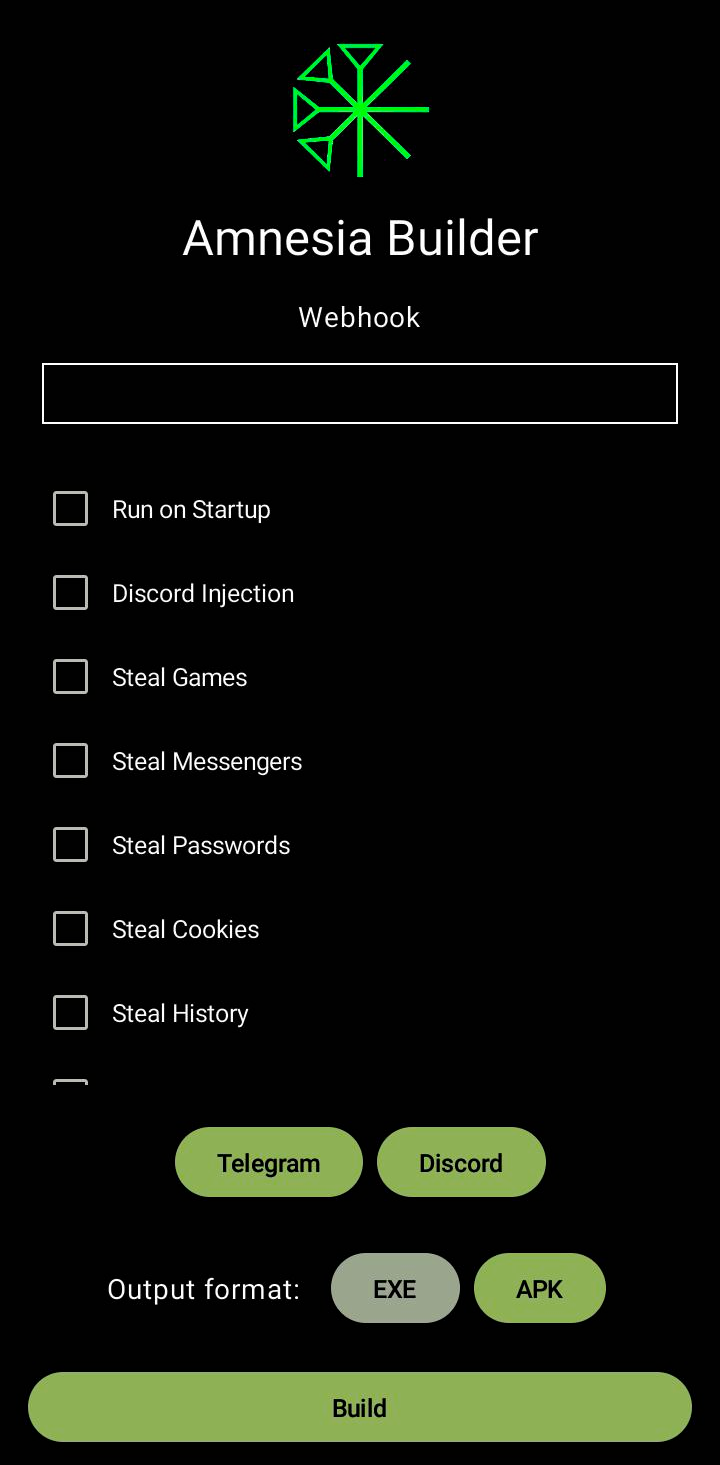 Amnesia Builder
Webhook
Run on Startup
Discord Injection
Steal Games
Steal Messengers
Steal Passwords
Steal Cookies
Steal History
Telegram Discord
Output format: EXE APK
Build